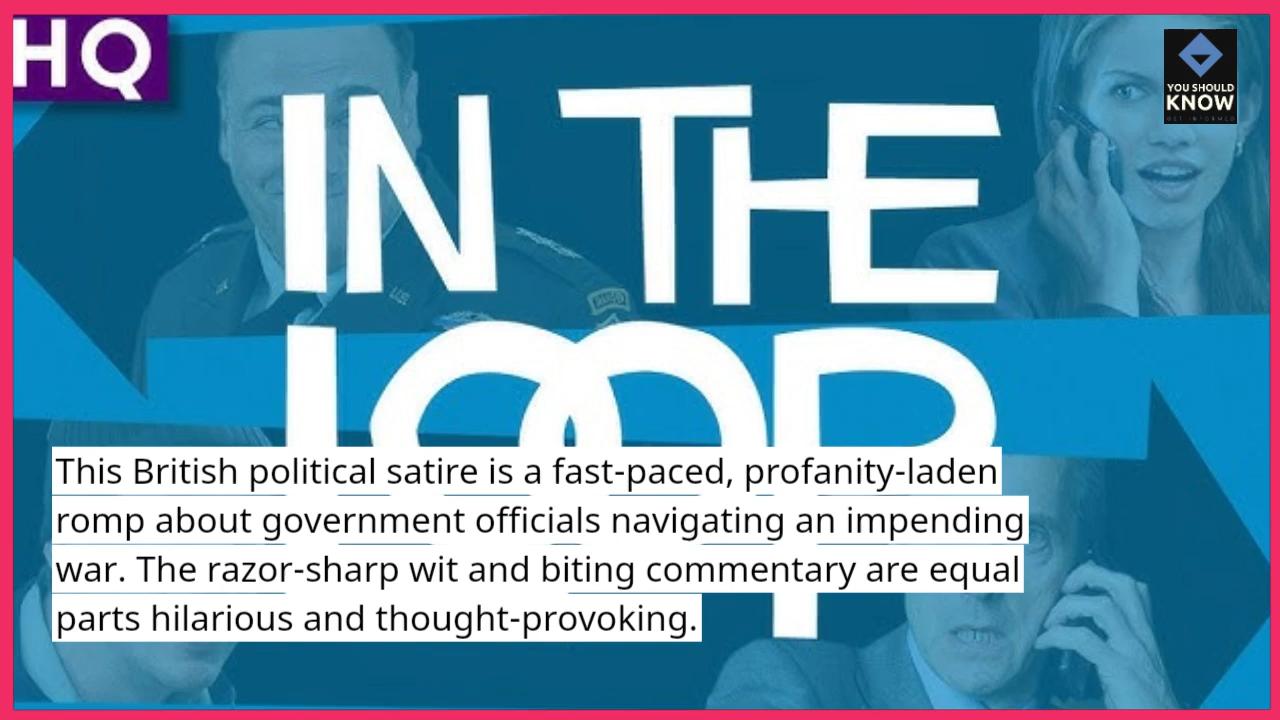 HQ
YOU SHOULD
KNOW
GET INFORMED
IN THE
LOOP
This British political satire is a fast-paced, profanity-laden
romp about government officials navigating an impending
war. The razor-sharp wit and biting commentary are equal
parts hilarious and thought-provoking.